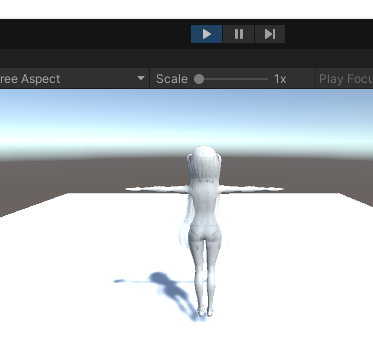 ree Aspect
Scale 1x
Play Focu